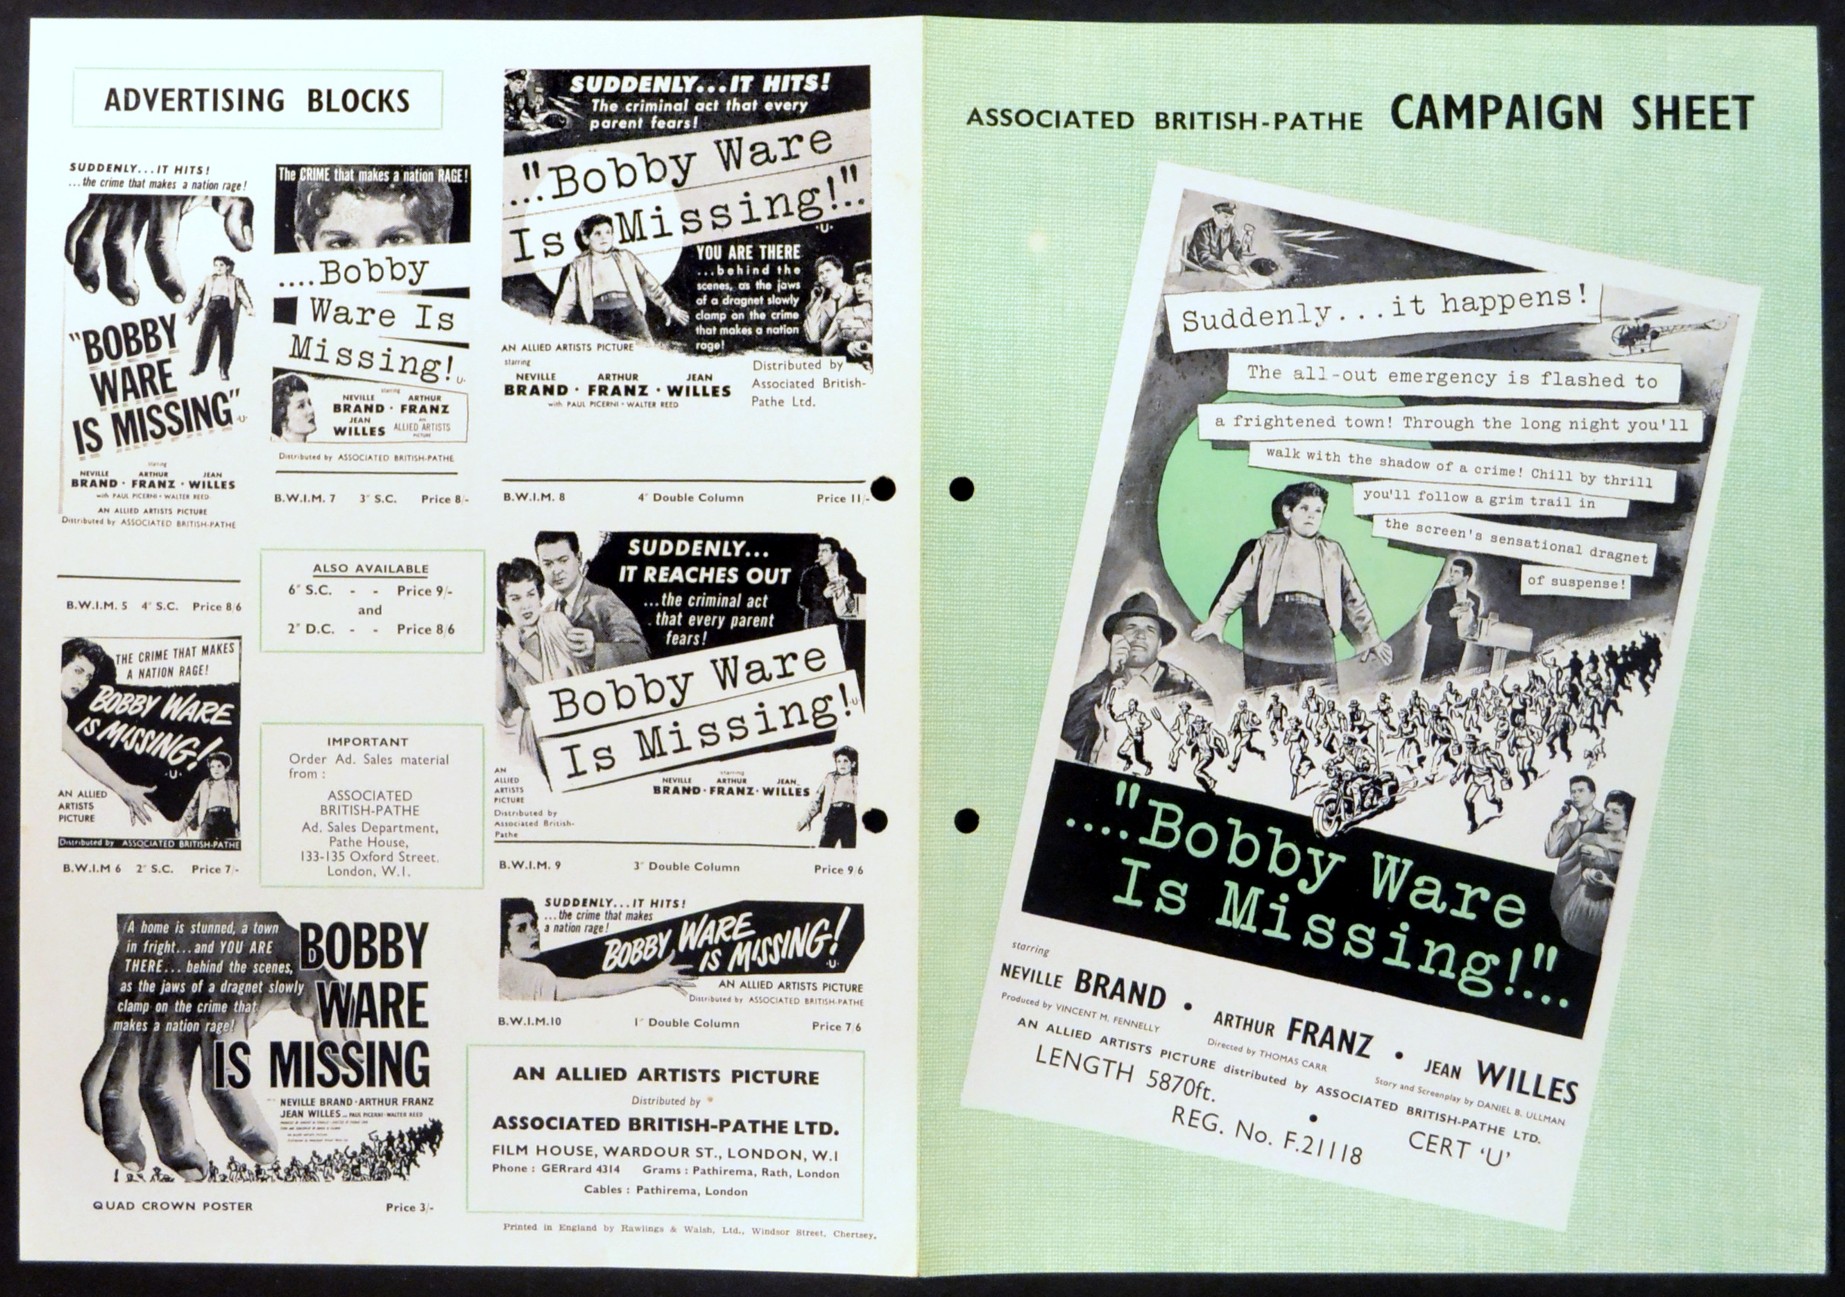 ADVERTISING BLOCKS
SUDDENLY...IT HITS!
...the crime that makes a nation rage!
"BOBBY
WARE
IS MISSING"
·U·
starring
NEVILLE ARTHUR JEAN
BRAND · FRANZ · WILLES
with PAUL PICERNI · WALTER REED
AN ALLIED ARTISTS PICTURE
Distributed by ASSOCIATED BRITISH-PATHE
B.W.I.M. 5 4" S.C. Price 8/6
The CRIME that makes a nation RAGE!
....Bobby
Ware Is
Missing!
·U·
starring
NEVILLE ARTHUR
BRAND · FRANZ
JEAN
WILLES
AN
ALLIED ARTISTS
PICTURE
Distributed by ASSOCIATED BRITISH-PATHE
B.W.I.M. 7 3" S.C. Price 8/-
SUDDENLY...IT HITS!
The criminal act that every
parent fears!
..."Bobby Ware
Is Missing!"..
·U·
YOU ARE THERE
...behind the
scenes, as the jaws
of a dragnet slowly
clamp on the crime
that makes a nation
rage!
AN ALLIED ARTISTS PICTURE
starring
NEVILLE ARTHUR JEAN
BRAND · FRANZ · WILLES
with PAUL PICERNI · WALTER REED
Distributed by
Associated British-
Pathe Ltd.
B.W.I.M. 8 4" Double Column Price 11/-
ALSO AVAILABLE
6" S.C. - - Price 9/-
and
2" D.C. - - Price 8/6
THE CRIME THAT MAKES
A NATION RAGE!
BOBBY WARE
IS MISSING!
·U·
AN ALLIED
ARTISTS
PICTURE
Distributed by ASSOCIATED BRITISH-PATHE
B.W.I.M 6 2" S.C. Price 7/-
IMPORTANT
Order Ad. Sales material
from :
ASSOCIATED
BRITISH-PATHE
Ad. Sales Department,
Pathe House,
133-135 Oxford Street.
London, W.1.
SUDDENLY...
IT REACHES OUT
...the criminal act
that every parent
fears!
Bobby Ware
Is Missing!
·U·
AN
ALLIED
ARTISTS
PICTURE
starring
NEVILLE ARTHUR JEAN
BRAND · FRANZ · WILLES
Distributed by
Associated British-
Pathe
B.W.I.M. 9 3" Double Column Price 9/6
SUDDENLY...IT HITS!
...the crime that makes
a nation rage!
BOBBY WARE
IS MISSING!
·U·
AN ALLIED ARTISTS PICTURE
Distributed by ASSOCIATED BRITISH-PATHE
B.W.I.M.10 1" Double Column Price 7/6
A home is stunned, a town
in fright...and YOU ARE
THERE... behind the scenes,
as the jaws of a dragnet slowly
clamp on the crime that
makes a nation rage!
BOBBY
WARE
IS MISSING
NEVILLE BRAND · ARTHUR FRANZ
JEAN WILLES PAUL PICERNI · WALTER REED
QUAD CROWN POSTER Price 3/-
AN ALLIED ARTISTS PICTURE
Distributed by
ASSOCIATED BRITISH-PATHE LTD.
FILM HOUSE, WARDOUR ST., LONDON, W.1
Phone : GERrard 4314 Grams : Pathirema, Rath, London
Cables : Pathirema, London
Printed in England by Rawlings & Walsh, Ltd., Windsor Street, Chertsey.
ASSOCIATED BRITISH-PATHE CAMPAIGN SHEET
Suddenly...it happens!
The all-out emergency is flashed to
a frightened town! Through the long night you'll
walk with the shadow of a crime! Chill by thrill
you'll follow a grim trail in
the screen's sensational dragnet
of suspense!
...."Bobby Ware
Is Missing!"...
starring
NEVILLE BRAND · ARTHUR FRANZ · JEAN WILLES
Produced by VINCENT M. FENNELLY Directed by THOMAS CARR Story and Screenplay by DANIEL B. ULLMAN
AN ALLIED ARTISTS PICTURE distributed by ASSOCIATED BRITISH-PATHE LTD.
LENGTH 5870ft. · CERT 'U'
REG. No. F.21118